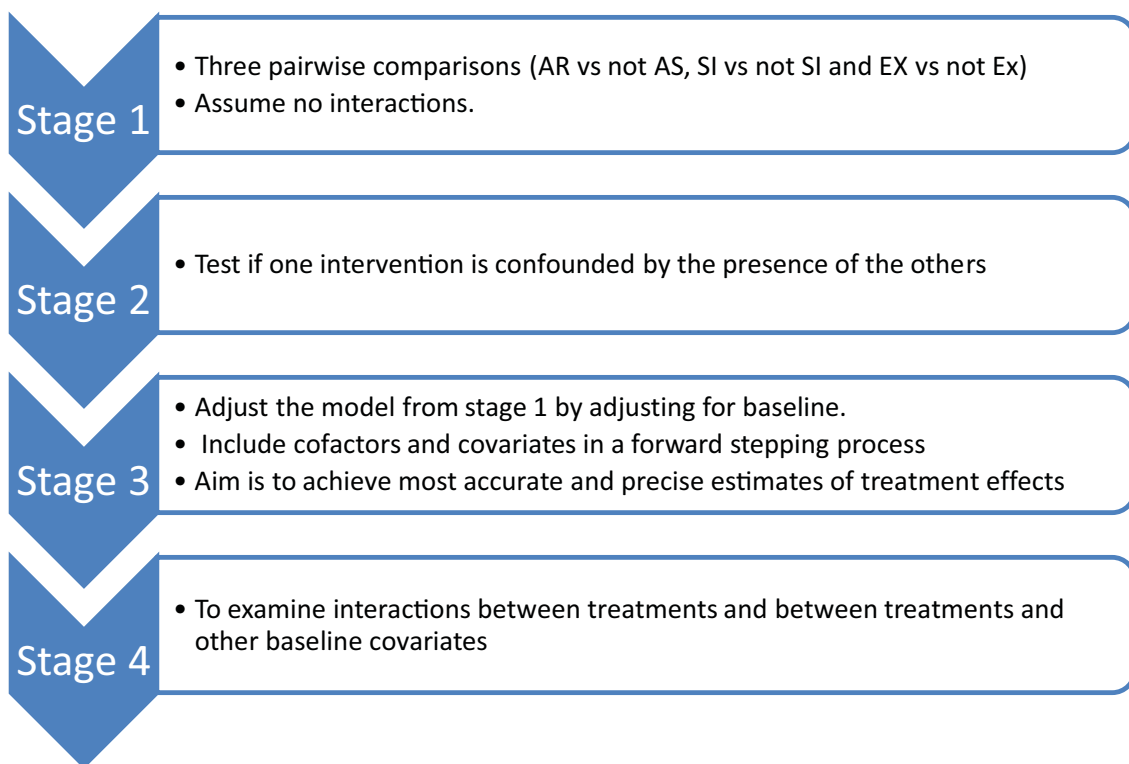 Stage 1
• Three pairwise comparisons (AR vs not AS, SI vs not SI and EX vs not Ex)
• Assume no interactions.
Stage 2
• Test if one intervention is confounded by the presence of the others
Stage 3
• Adjust the model from stage 1 by adjusting for baseline.
• Include cofactors and covariates in a forward stepping process
• Aim is to achieve most accurate and precise estimates of treatment effects
Stage 4
• To examine interactions between treatments and between treatments and
other baseline covariates